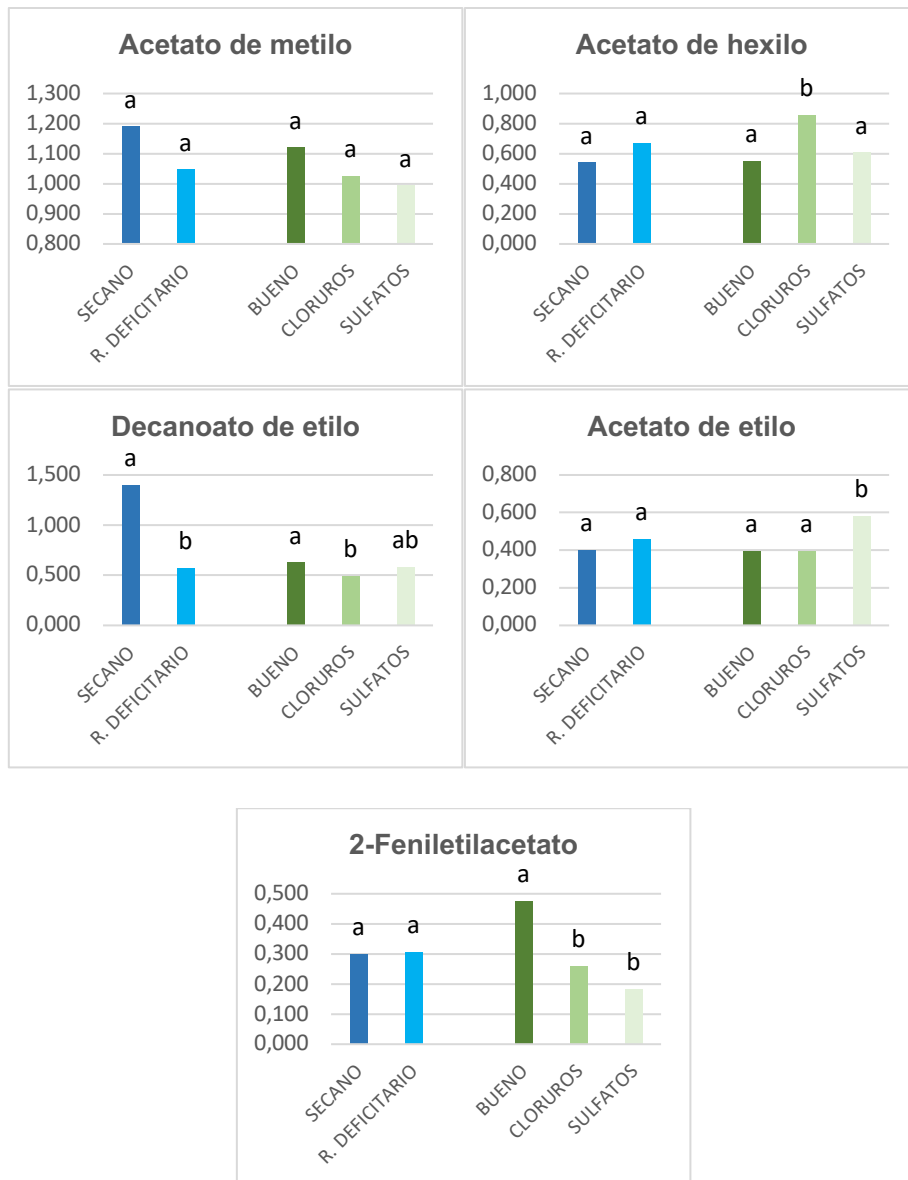 Acetato de metilo
1,300
1,200
1,100
1,000
0,900
0,800
a
a
a
a
a
SECANO
R. DEFICITARIO
BUENO
CLORUROS
SULFATOS
Acetato de hexilo
1,000
0,800
0,600
0,400
0,200
0,000
a
a
a
b
a
SECANO
R. DEFICITARIO
BUENO
CLORUROS
SULFATOS
Decanoato de etilo
1,500
1,000
0,500
0,000
a
b
a
b
ab
SECANO
R. DEFICITARIO
BUENO
CLORUROS
SULFATOS
Acetato de etilo
0,800
0,600
0,400
0,200
0,000
a
a
a
a
b
SECANO
R. DEFICITARIO
BUENO
CLORUROS
SULFATOS
2-Feniletilacetato
0,500
0,400
0,300
0,200
0,100
0,000
a
a
a
b
b
SECANO
R. DEFICITARIO
BUENO
CLORUROS
SULFATOS